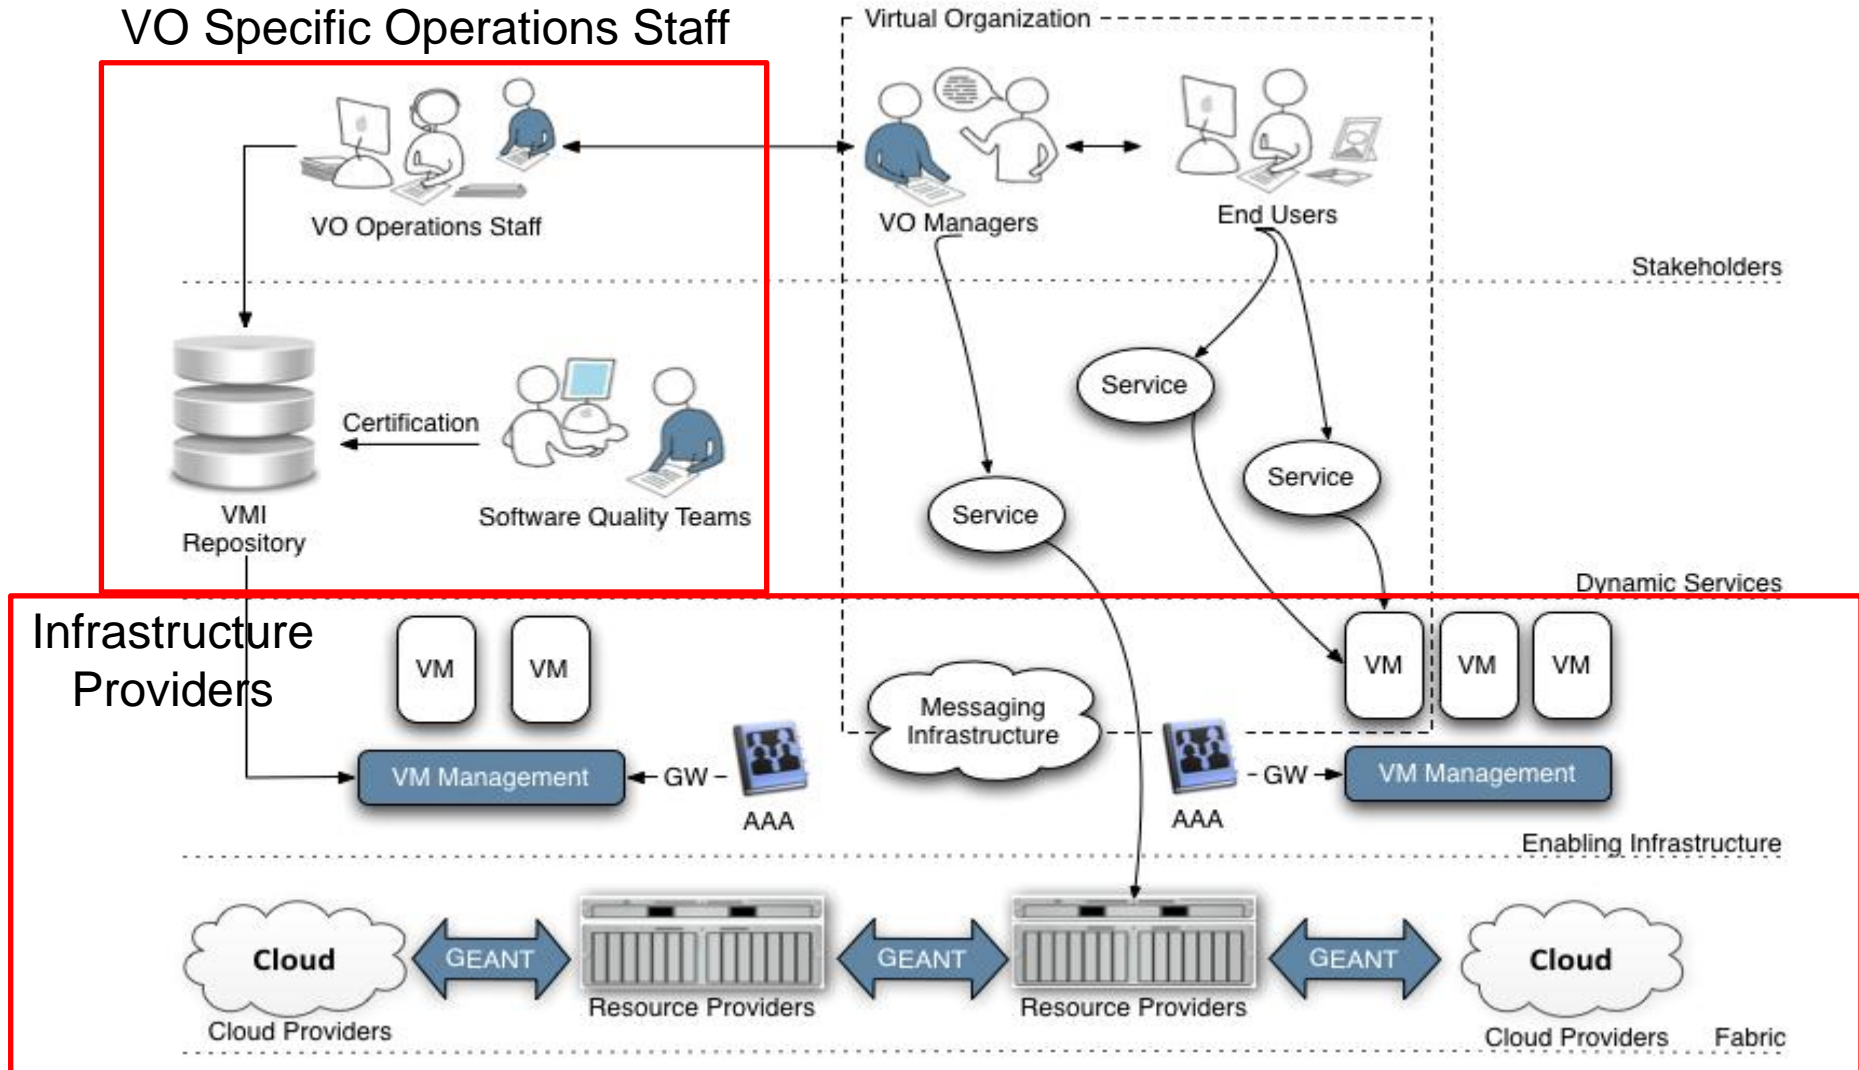 VO Specific Operations Staff
Virtual Organization
VO Operations Staff
VO Managers
End Users
Stakeholders
Certification
VMI
Repository
Software Quality Teams
Service
Service
Service
Dynamic Services
Infrastructure
Providers
VM
VM
Messaging
Infrastructure
VM
VM
VM
VM Management
GW
AAA
AAA
GW
VM Management
Enabling Infrastructure
Cloud
GEANT
GEANT
GEANT
Cloud
Cloud Providers
Resource Providers
Resource Providers
Cloud Providers
Fabric